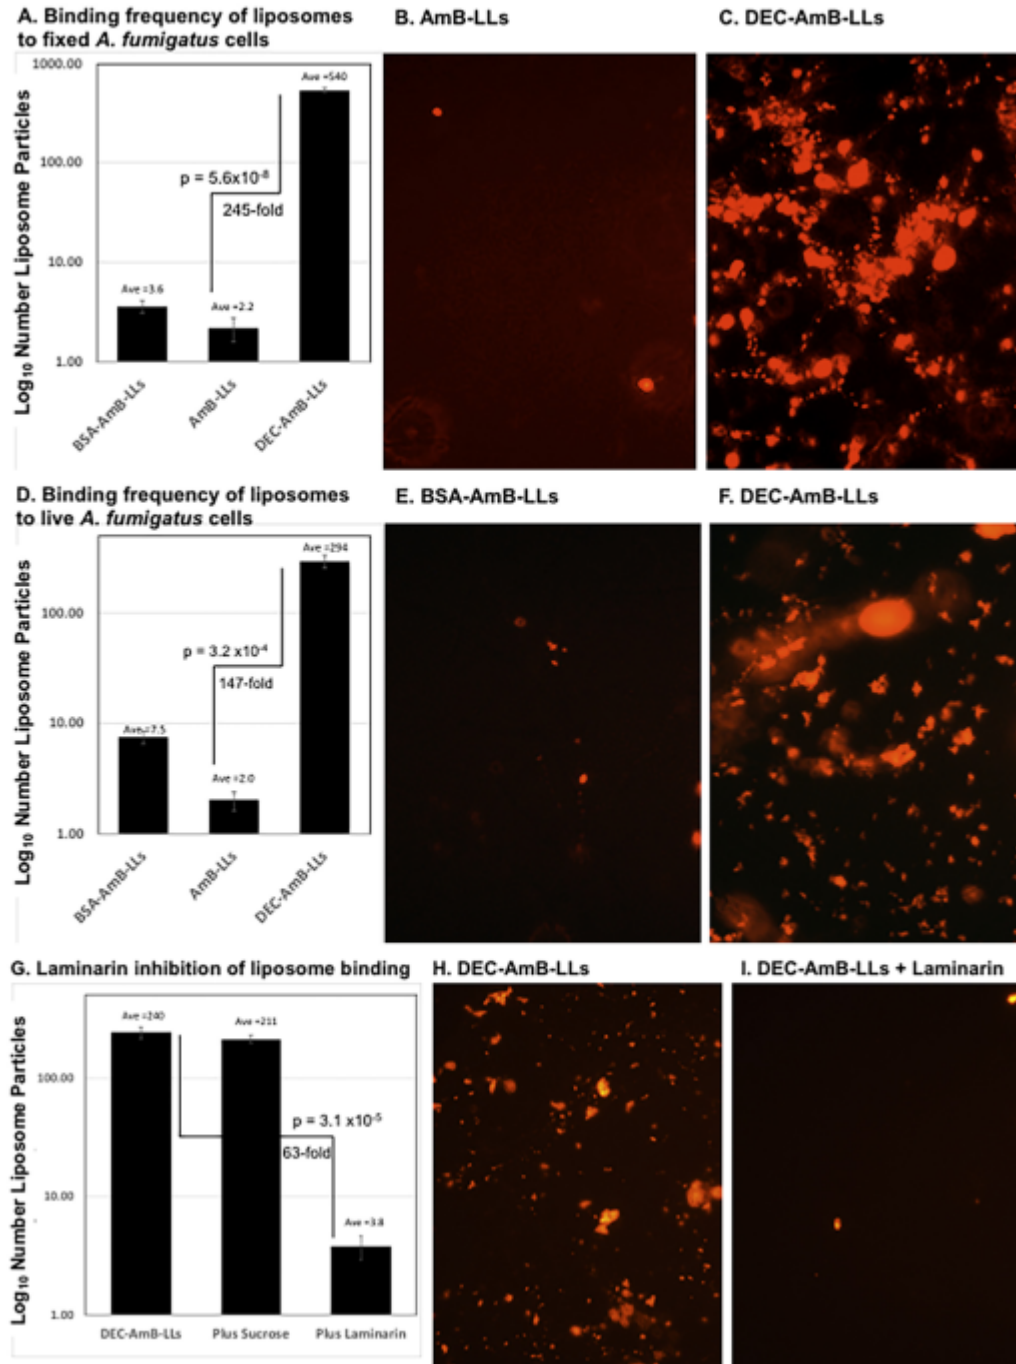 A. Binding frequency of liposomes
to fixed A. fumigatus cells
B. AmB-LLs
C. DEC-AmB-LLs
Log10 Number Liposome Particles
1000.00
100.00
10.00
1.00
Ave =540
p = 5.6x10-8
245-fold
Ave =3.6
Ave =2.2
BSA-AmB-LLs
AmB-LLs
DEC-AmB-LLs
D. Binding frequency of liposomes
to live A. fumigatus cells
E. BSA-AmB-LLs
F. DEC-AmB-LLs
Log10 Number Liposome Particles
100.00
10.00
1.00
Ave =294
p = 3.2 x10-4
147-fold
Ave=7.5
Ave =2.0
BSA-AmB-LLs
AmB-LLs
DEC-AmB-LLs
G. Laminarin inhibition of liposome binding
H. DEC-AmB-LLs
I. DEC-AmB-LLs + Laminarin
Log10 Number Liposome Particles
100.00
10.00
1.00
Ave =240
Ave =211
p = 3.1 x10-5
63-fold
Ave =3.8
DEC-AmB-LLs
Plus Sucrose
Plus Laminarin